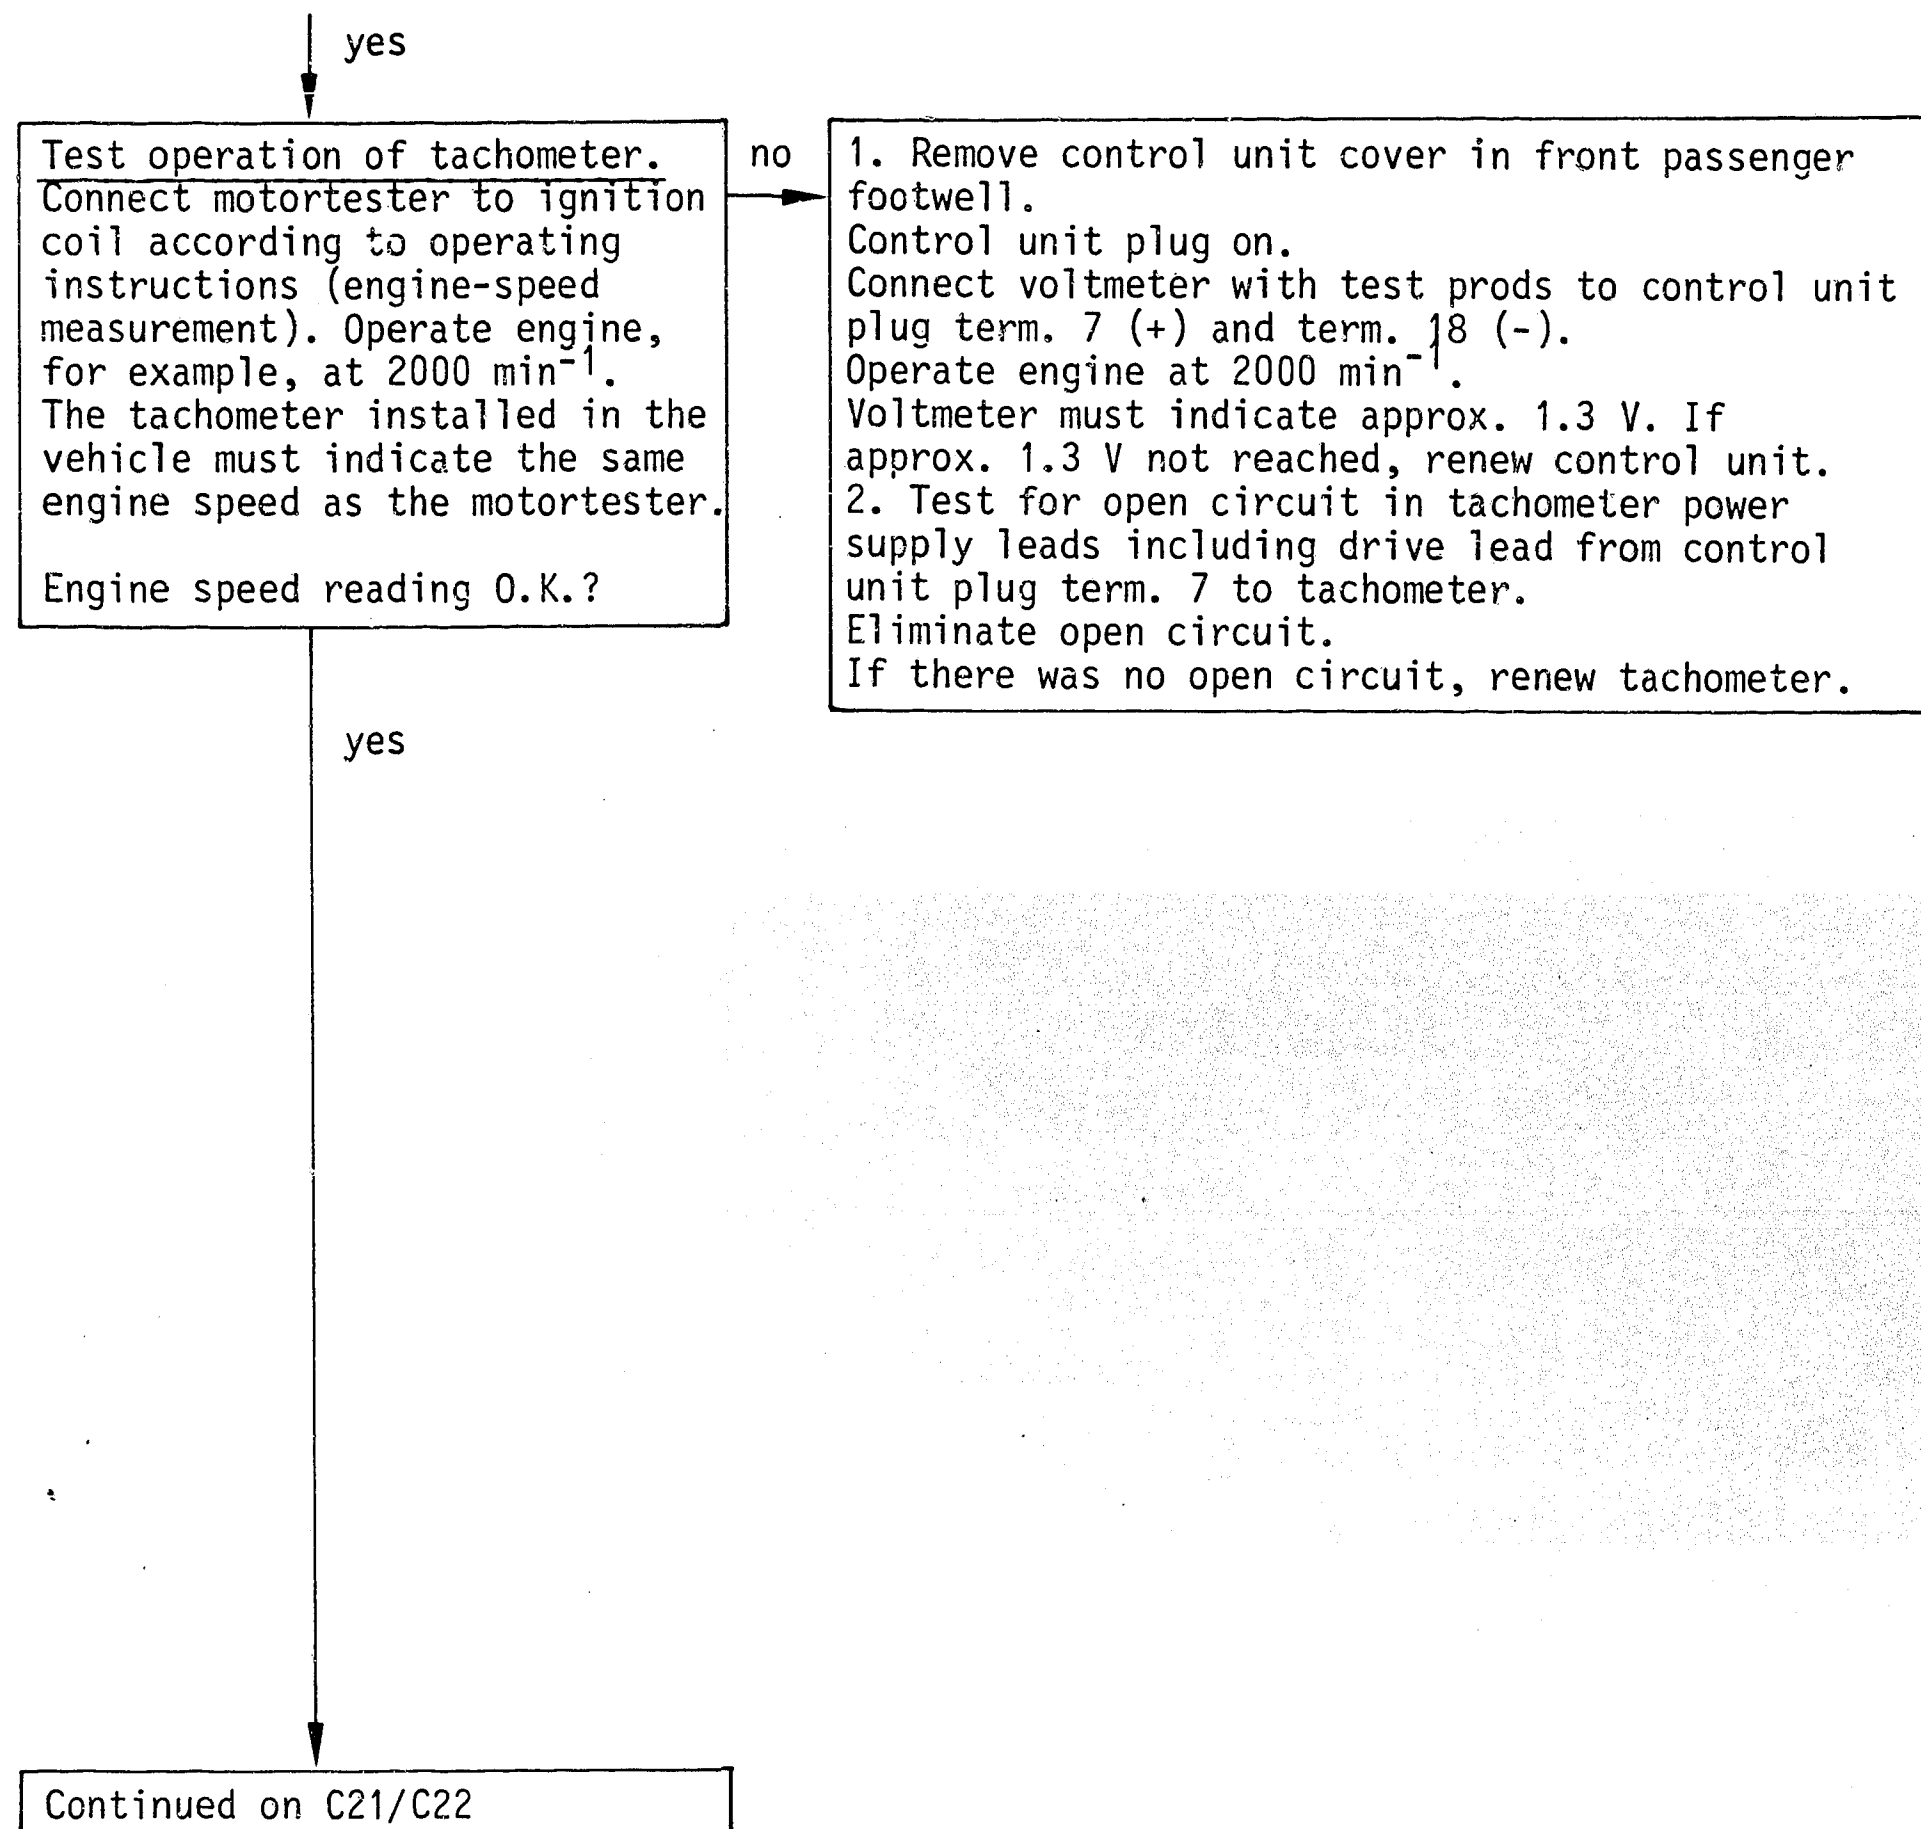 yes
Test operation of tachometer.
Connect motortester to ignition
coil according to operating
instructions (engine-speed
measurement). Operate engine,
for example, at 2000 min⁻¹.
The tachometer installed in the
vehicle must indicate the same
engine speed as the motortester.
Engine speed reading O.K.?
no
1. Remove control unit cover in front passenger
footwell.
Control unit plug on.
Connect voltmeter with test prods to control unit
plug term. 7 (+) and term. 18 (-).
Operate engine at 2000 min⁻¹.
Voltmeter must indicate approx. 1.3 V. If
approx. 1.3 V not reached, renew control unit.
2. Test for open circuit in tachometer power
supply leads including drive lead from control
unit plug term. 7 to tachometer.
Eliminate open circuit.
If there was no open circuit, renew tachometer.
yes
Continued on C21/C22